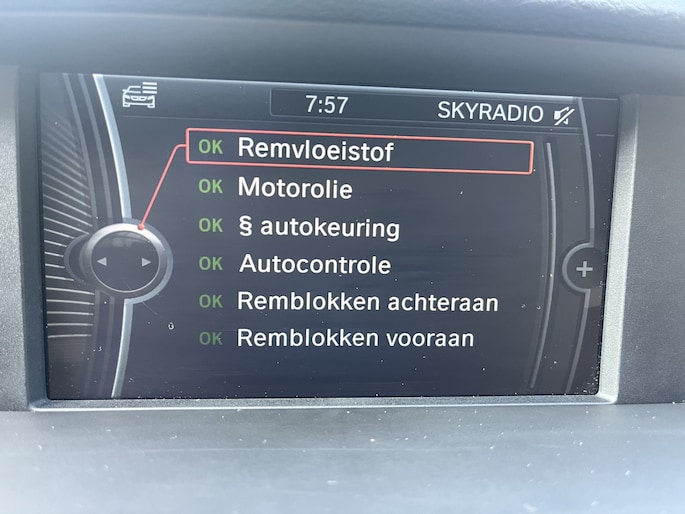 7:57 SKYRADIO
OK Remvloeistof
OK Motorolie
OK § autokeuring
OK Autocontrole
OK Remblokken achteraan
OK Remblokken vooraan
+